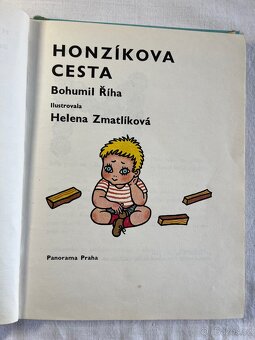 HONZÍKOVA
CESTA
Bohumil Říha
Ilustrovala
Helena Zmatlíková
Panorama Praha